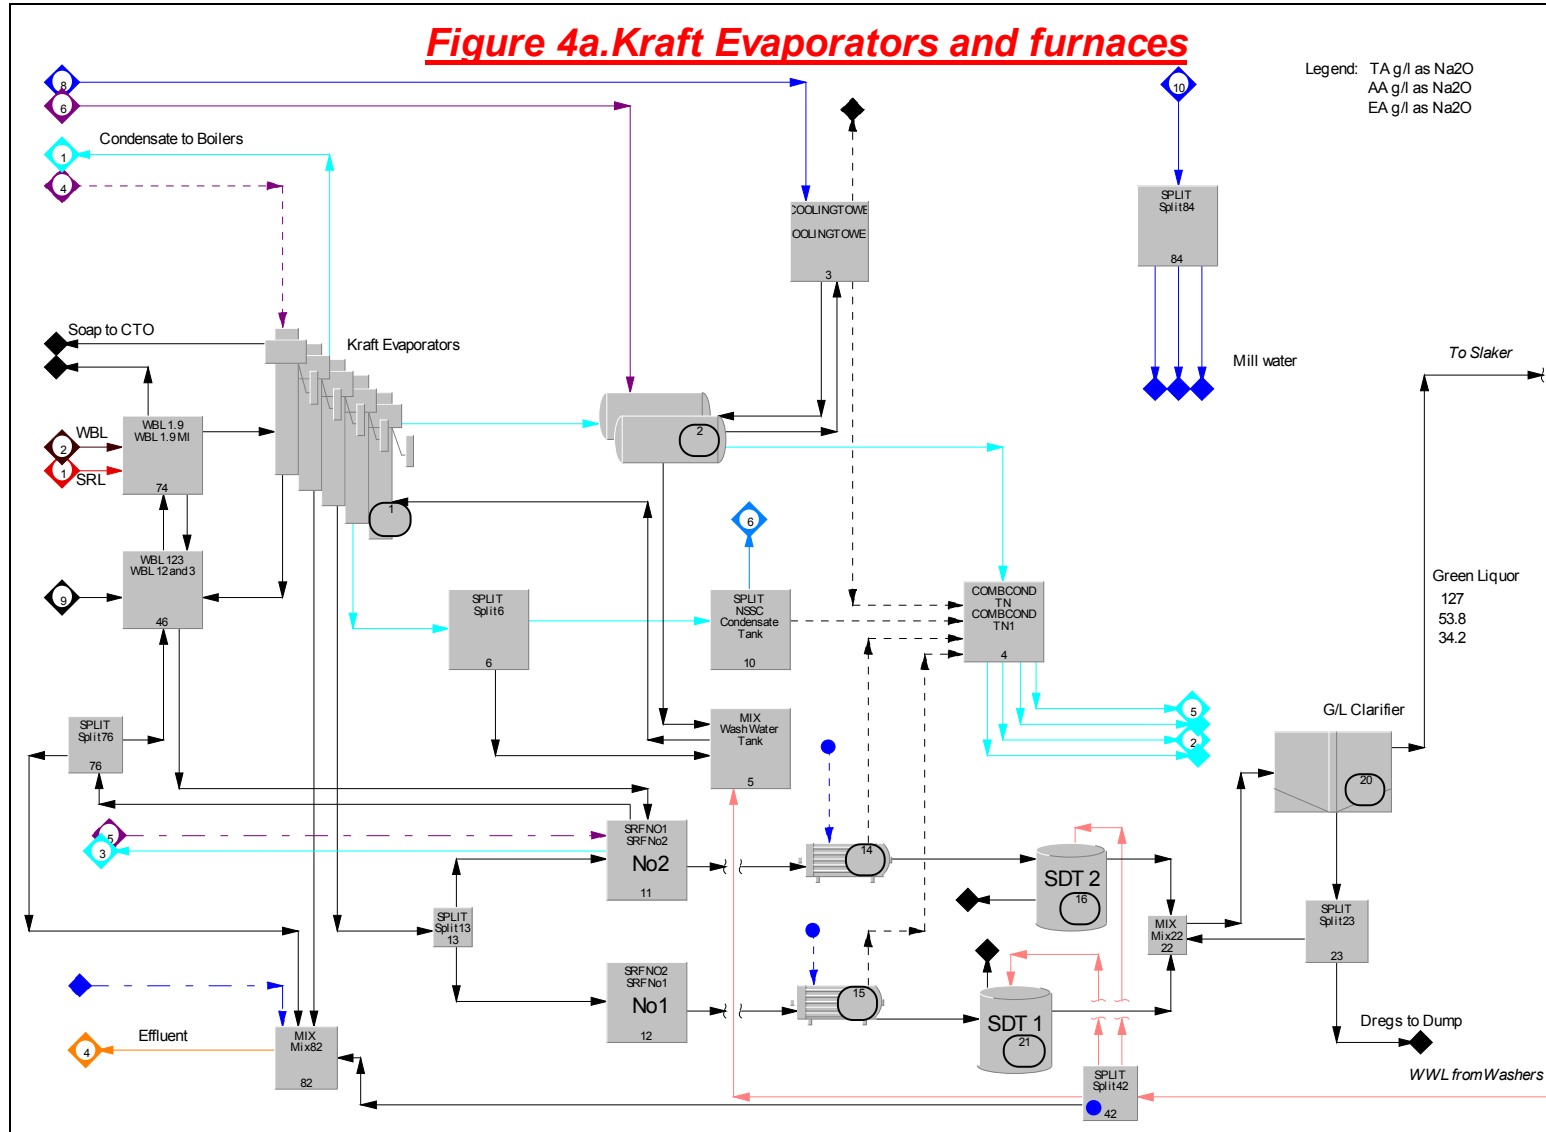 Figure 4a.Kraft Evaporators and furnaces
Legend: TA g/l as Na2O
AA g/l as Na2O
EA g/l as Na2O
8
6
10
Condensate to Boilers
1
4
SPLIT
Split84
84
COOLINGTOWE
OOLINGTOWE
3
Soap to CTO
Kraft Evaporators
To Slaker
Mill water
WBL 1.9
WBL 1.9 MI
74
WBL
2
1
SRL
2
1
6
WBL 123
WBL 12 and 3
46
9
SPLIT
Split6
6
SPLIT
NSSC
Condensate
Tank
10
COMBCOND
TN
COMBCOND
TN1
4
Green Liquor
127
53.8
34.2
5
2
G/L Clarifier
20
SPLIT
Split76
76
MIX
Wash Water
Tank
5
5
3
SRFNO1
SRFNo2
No2
11
14
SDT 2
16
SPLIT
Split13
13
MIX
Mix22
22
SPLIT
Split23
23
SRFNO2
SRFNo1
No1
12
15
SDT 1
21
Dregs to Dump
Effluent
4
MIX
Mix82
82
SPLIT
Split42
42
WWL from Washers